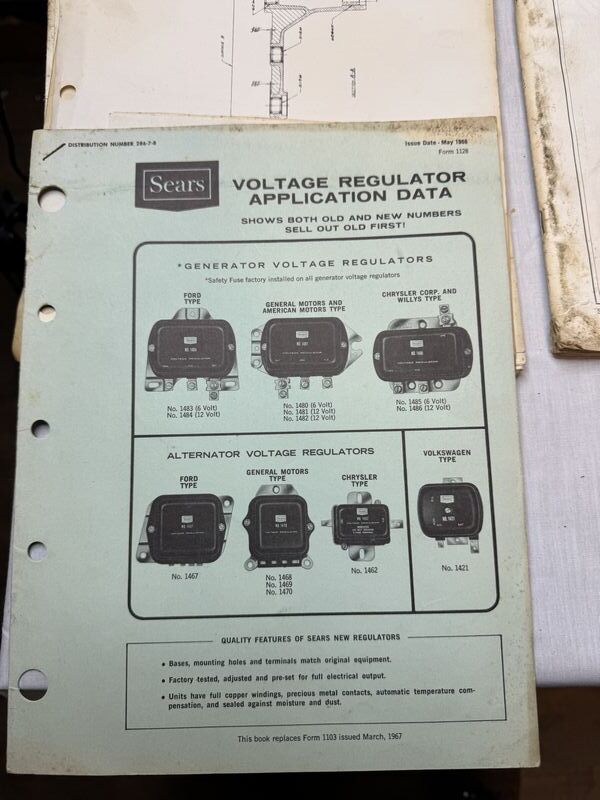 DISTRIBUTION NUMBER 284-7-8
Issue Date - May 1968
Form 1128
Sears
VOLTAGE REGULATOR
APPLICATION DATA
SHOWS BOTH OLD AND NEW NUMBERS
SELL OUT OLD FIRST!
*GENERATOR VOLTAGE REGULATORS
*Safety Fuse factory installed on all generator voltage regulators
FORD
TYPE
No. 1483 (6 Volt)
No. 1484 (12 Volt)
GENERAL MOTORS AND
AMERICAN MOTORS TYPE
VOLTAGE REGULATOR
No. 1480 (6 Volt)
No. 1481 (12 Volt)
No. 1482 (12 Volt)
CHRYSLER CORP. AND
WILLYS TYPE
VOLTAGE REGULATOR
No. 1485 (6 Volt)
No. 1486 (12 Volt)
ALTERNATOR VOLTAGE REGULATORS
FORD
TYPE
No. 1467
GENERAL MOTORS
TYPE
No. 1468
No. 1469
No. 1470
CHRYSLER
TYPE
No. 1462
VOLKSWAGEN
TYPE
No. 1421
QUALITY FEATURES OF SEARS NEW REGULATORS
• Bases, mounting holes and terminals match original equipment.
• Factory tested, adjusted and pre-set for full electrical output.
• Units have full copper windings, precious metal contacts, automatic temperature com-
pensation, and sealed against moisture and dust.
This book replaces Form 1103 issued March, 1967